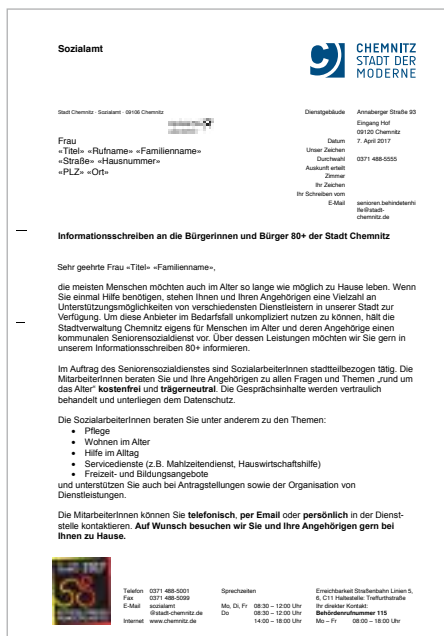 Sozialamt
CHEMNITZ
STADT DER
MODERNE
Stadt Chemnitz · Sozialamt · 09106 Chemnitz
Dienstgebäude Annaberger Straße 93
Eingang Hof
09120 Chemnitz
Frau
«Titel» «Rufname» «Familienname»
«Straße» «Hausnummer»
«PLZ» «Ort»
Datum 7. April 2017
Unser Zeichen
Durchwahl 0371 488-5555
Auskunft erteilt
Zimmer
Ihr Zeichen
Ihr Schreiben vom
E-Mail senioren.behindetenhi
lfe@stadt-
chemnitz.de
Informationsschreiben an die Bürgerinnen und Bürger 80+ der Stadt Chemnitz
Sehr geehrte Frau «Titel» «Familienname»,
die meisten Menschen möchten auch im Alter so lange wie möglich zu Hause leben. Wenn
Sie einmal Hilfe benötigen, stehen Ihnen und Ihren Angehörigen eine Vielzahl an
Unterstützungsmöglichkeiten von verschiedensten Dienstleistern in unserer Stadt zur
Verfügung. Um diese Anbieter im Bedarfsfall unkompliziert nutzen zu können, hält die
Stadtverwaltung Chemnitz eigens für Menschen im Alter und deren Angehörige einen
kommunalen Seniorensozialdienst vor. Über dessen Leistungen möchten wir Sie gern in
unserem Informationsschreiben 80+ informieren.
Im Auftrag des Seniorensozialdienstes sind SozialarbeiterInnen stadtteilbezogen tätig. Die
MitarbeiterInnen beraten Sie und Ihre Angehörigen zu allen Fragen und Themen „rund um
das Alter“ kostenfrei und trägerneutral. Die Gesprächsinhalte werden vertraulich
behandelt und unterliegen dem Datenschutz.
Die SozialarbeiterInnen beraten Sie unter anderem zu den Themen:
• Pflege
• Wohnen im Alter
• Hilfe im Alltag
• Servicedienste (z.B. Mahlzeitendienst, Hauswirtschaftshilfe)
• Freizeit- und Bildungsangebote
und unterstützen Sie auch bei Antragstellungen sowie der Organisation von
Dienstleistungen.
Die MitarbeiterInnen können Sie telefonisch, per Email oder persönlich in der Dienst-
stelle kontaktieren. Auf Wunsch besuchen wir Sie und Ihre Angehörigen gern bei
Ihnen zu Hause.
Telefon 0371 488-5001
Fax 0371 488-5099
E-Mail sozialamt
@stadt-chemnitz.de
Internet www.chemnitz.de
Sprechzeiten
Mo, Di, Fr 08:30 – 12:00 Uhr
Do 08:30 – 12:00 Uhr
14:00 – 18:00 Uhr
Erreichbarkeit Straßenbahn Linien 5,
6, C11 Haltestelle: Treffurthstraße
Ihr direkter Kontakt:
Behördenrufnummer 115
Mo – Fr 08:00 – 18:00 Uhr